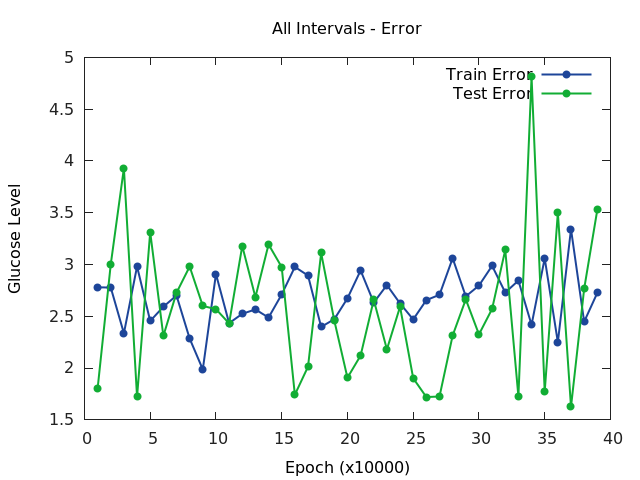 All Intervals - Error
Train Error
Test Error
5
4.5
4
3.5
3
2.5
2
1.5
Glucose Level
0 5 10 15 20 25 30 35 40
Epoch (x10000)